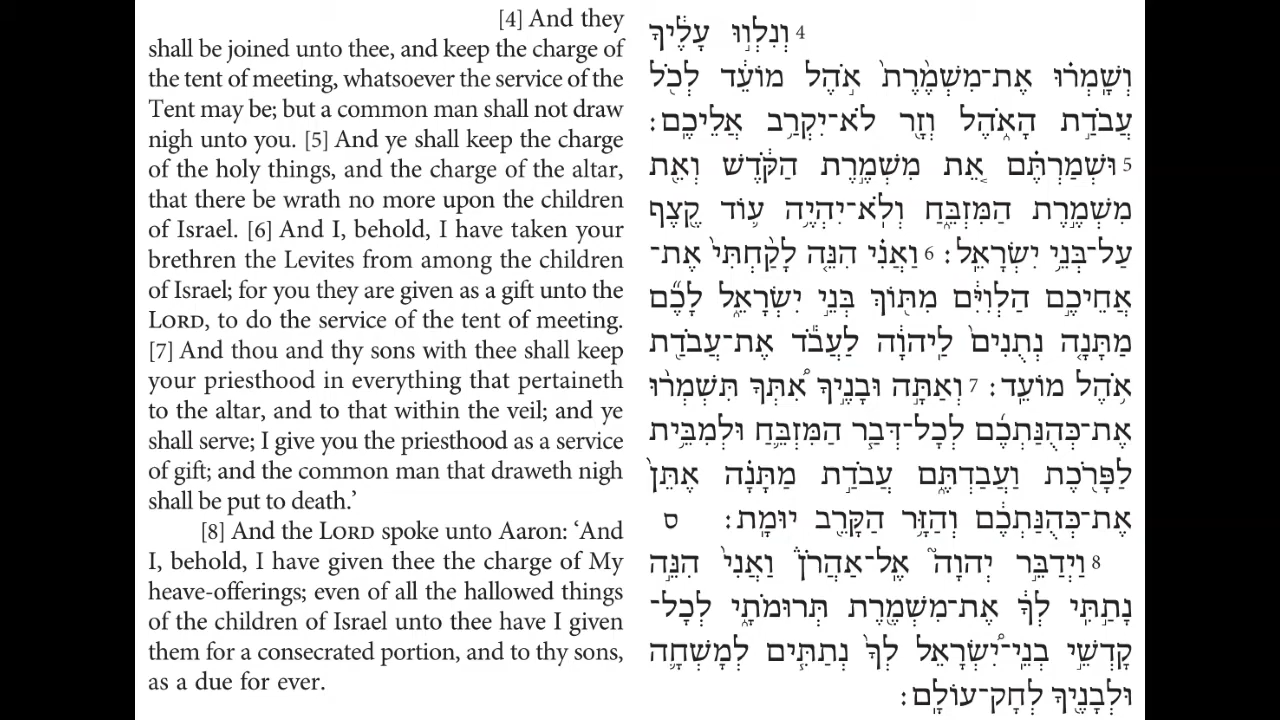 [4] And they
shall be joined unto thee, and keep the charge of
the tent of meeting, whatsoever the service of the
Tent may be; but a common man shall not draw
nigh unto you. [5] And ye shall keep the charge
of the holy things, and the charge of the altar,
that there be wrath no more upon the children
of Israel. [6] And I, behold, I have taken your
brethren the Levites from among the children
of Israel; for you they are given as a gift unto the
LORD, to do the service of the tent of meeting.
[7] And thou and thy sons with thee shall keep
your priesthood in everything that pertaineth
to the altar, and to that within the veil; and ye
shall serve; I give you the priesthood as a service
of gift; and the common man that draweth nigh
shall be put to death.’
[8] And the LORD spoke unto Aaron: ‘And
I, behold, I have given thee the charge of My
heave-offerings; even of all the hallowed things
of the children of Israel unto thee have I given
them for a consecrated portion, and to thy sons,
as a due for ever.
4 וְנִלְו֣וּ עָלֶ֔יךָ
וְשָֽׁמְר֗וּ אֶת־מִשְׁמֶ֙רֶת֙ אֹ֣הֶל מוֹעֵ֔ד לְכֹ֖ל
עֲבֹדַ֣ת הָאֹ֑הֶל וְזָ֖ר לֹא־יִקְרַ֥ב אֲלֵיכֶֽם׃
5 וּשְׁמַרְתֶּ֗ם אֵ֚ת מִשְׁמֶ֣רֶת הַקֹּ֔דֶשׁ וְאֵ֖ת
מִשְׁמֶ֣רֶת הַמִּזְבֵּ֑חַ וְלֹֽא־יִהְיֶ֥ה ע֛וֹד קֶ֖צֶף
עַל־בְּנֵ֥י יִשְׂרָאֵֽל׃ 6 וַאֲנִ֗י הִנֵּ֤ה לָקַ֙חְתִּי֙ אֶת־
אֲחֵיכֶ֣ם הַלְוִיִּ֔ם מִתּ֖וֹךְ בְּנֵ֣י יִשְׂרָאֵ֑ל לָכֶ֞ם
מַתָּנָ֤ה נְתֻנִים֙ לַֽיהוָ֔ה לַעֲבֹ֕ד אֶת־עֲבֹדַ֖ת
אֹ֥הֶל מוֹעֵֽד׃ 7 וְאַתָּ֣ה וּבָנֶ֣יךָ אִ֠תְּךָ תִּשְׁמְר֨וּ
אֶת־כְּהֻנַּתְכֶ֜ם לְכָל־דְּבַ֧ר הַמִּזְבֵּ֛חַ וּלְמִבֵּ֥ית
לַפָּרֹ֖כֶת וַעֲבַדְתֶּ֑ם עֲבֹדַ֣ת מַתָּנָ֗ה אֶתֵּן֙
אֶת־כְּהֻנַּתְכֶ֔ם וְהַזָּ֥ר הַקָּרֵ֖ב יוּמָֽת׃ ס
8 וַיְדַבֵּ֣ר יְהוָה֮ אֶֽל־אַהֲרֹן֒ וַאֲנִי֙ הִנֵּ֣ה
נָתַ֣תִּֽי לְךָ֔ אֶת־מִשְׁמֶ֖רֶת תְּרוּמֹתָ֑י לְכָל־
קָדְשֵׁ֣י בְנֵֽי־יִ֠שְׂרָאֵל לְךָ֨ נְתַתִּ֧ים לְמָשְׁחָ֛ה
וּלְבָנֶ֖יךָ לְחָק־עוֹלָֽם׃